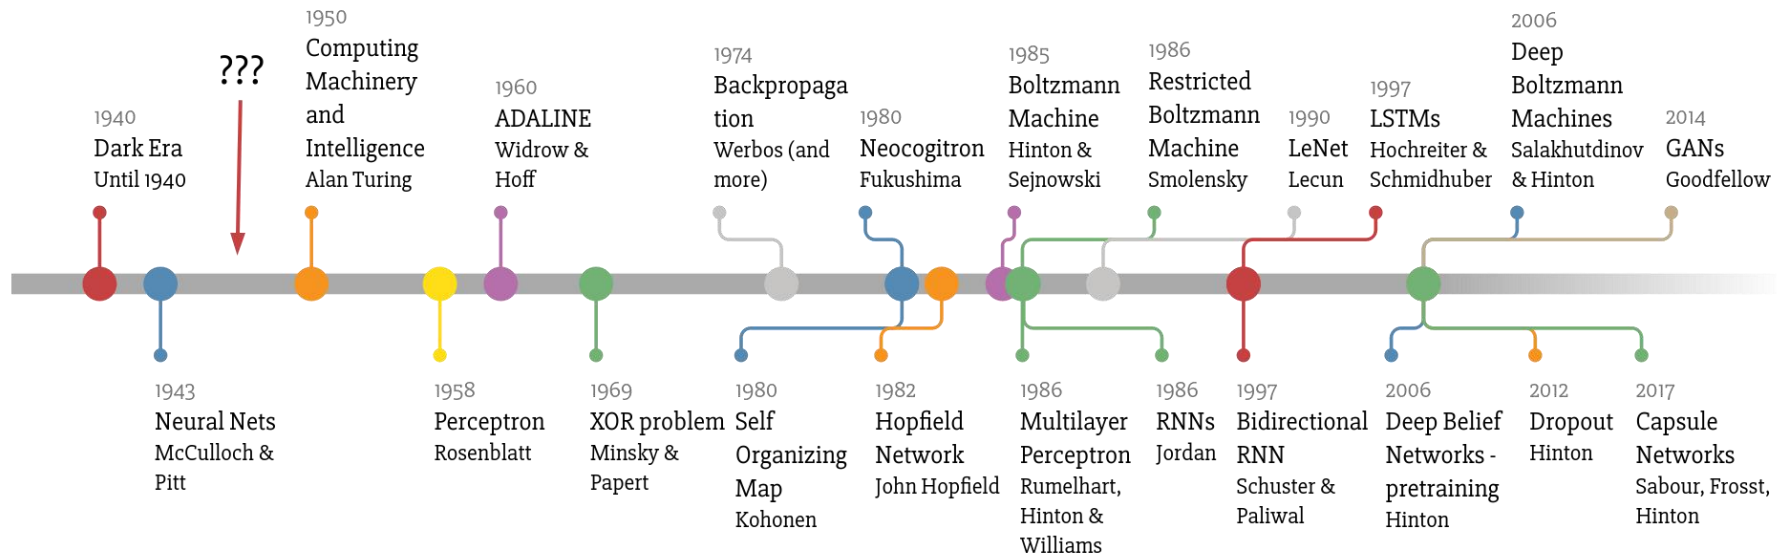 1940
Dark Era
Until 1940
???
1950
Computing
Machinery
and
Intelligence
Alan Turing
1960
ADALINE
Widrow &
Hoff
1974
Backpropaga
tion
Werbos (and
more)
1980
Neocogitron
Fukushima
1985
Boltzmann
Machine
Hinton &
Sejnowski
1986
Restricted
Boltzmann
Machine
Smolensky
1990
LeNet
Lecun
1997
LSTMs
Hochreiter &
Schmidhuber
2006
Deep
Boltzmann
Machines
Salakhutdinov
& Hinton
2014
GANs
Goodfellow
1943
Neural Nets
McCulloch &
Pitt
1958
Perceptron
Rosenblatt
1969
XOR problem
Minsky &
Papert
1980
Self
Organizing
Map
Kohonen
1982
Hopfield
Network
John Hopfield
1986
Multilayer
Perceptron
Rumelhart,
Hinton &
Williams
1986
RNNs
Jordan
1997
Bidirectional
RNN
Schuster &
Paliwal
2006
Deep Belief
Networks -
pretraining
Hinton
2012
Dropout
Hinton
2017
Capsule
Networks
Sabour, Frosst,
Hinton